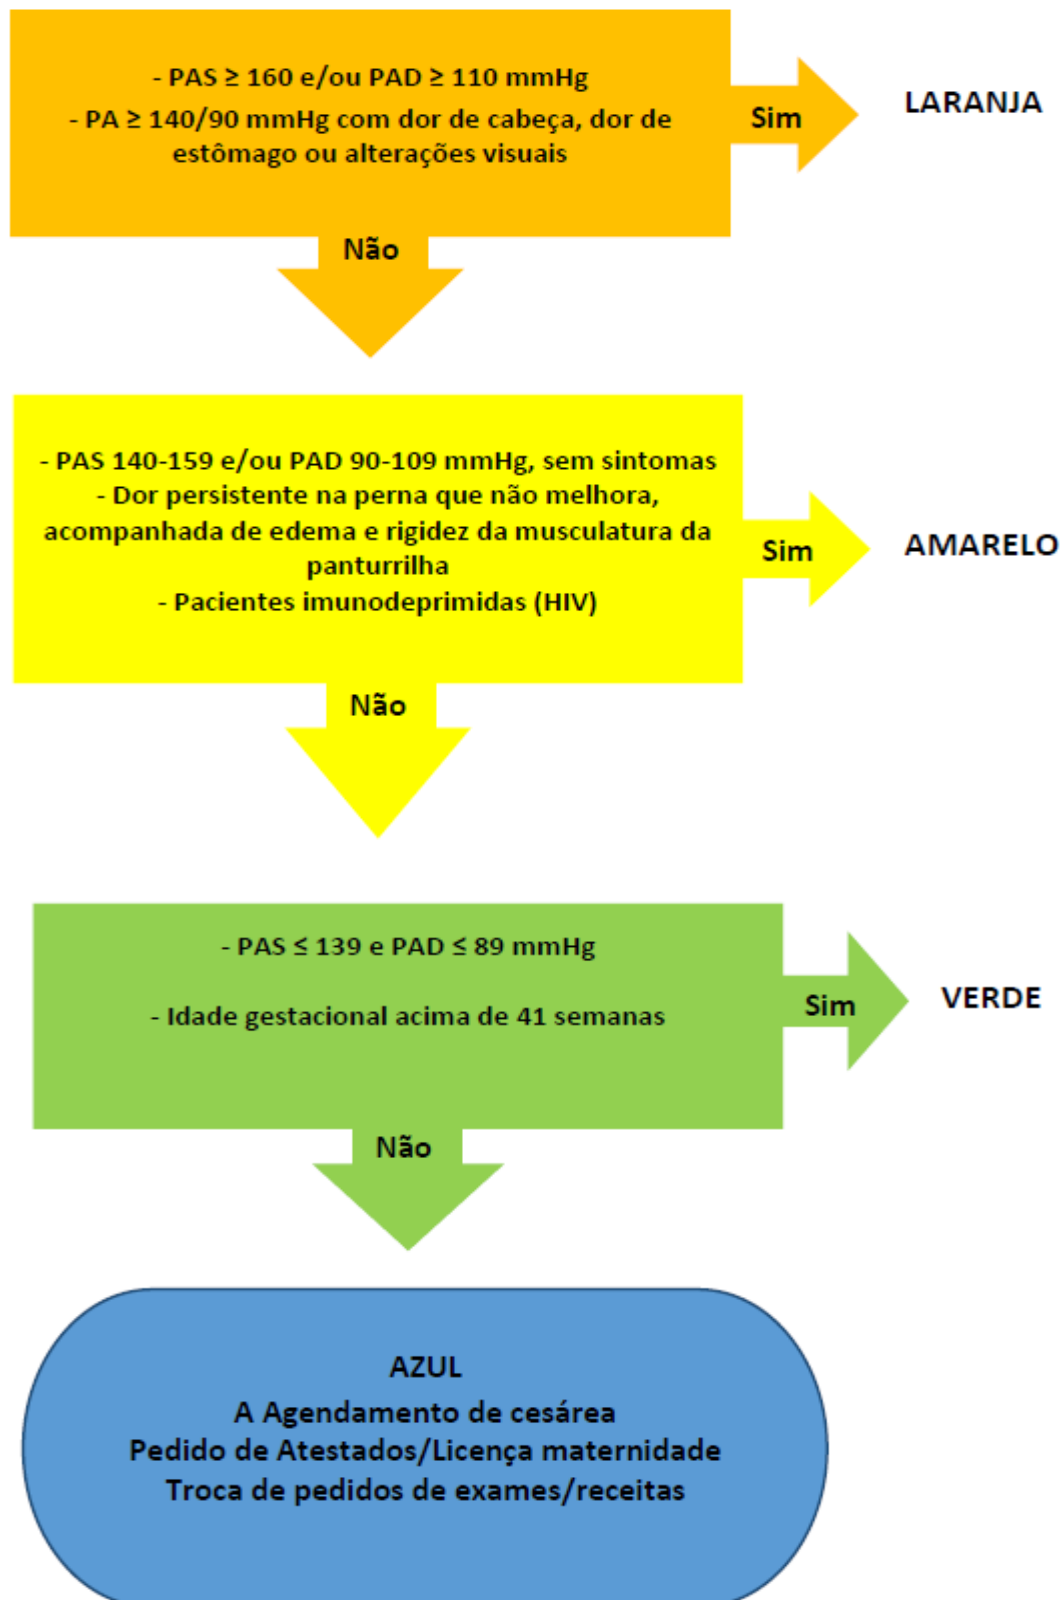 - PAS ≥ 160 e/ou PAD ≥ 110 mmHg
- PA ≥ 140/90 mmHg com dor de cabeça, dor de
estômago ou alterações visuais
Sim
LARANJA
Não
- PAS 140-159 e/ou PAD 90-109 mmHg, sem sintomas
- Dor persistente na perna que não melhora,
acompanhada de edema e rigidez da musculatura da
panturrilha
- Pacientes imunodeprimidas (HIV)
Sim
AMARELO
Não
- PAS ≤ 139 e PAD ≤ 89 mmHg
- Idade gestacional acima de 41 semanas
Sim
VERDE
Não
AZUL
A Agendamento de cesárea
Pedido de Atestados/Licença maternidade
Troca de pedidos de exames/receitas